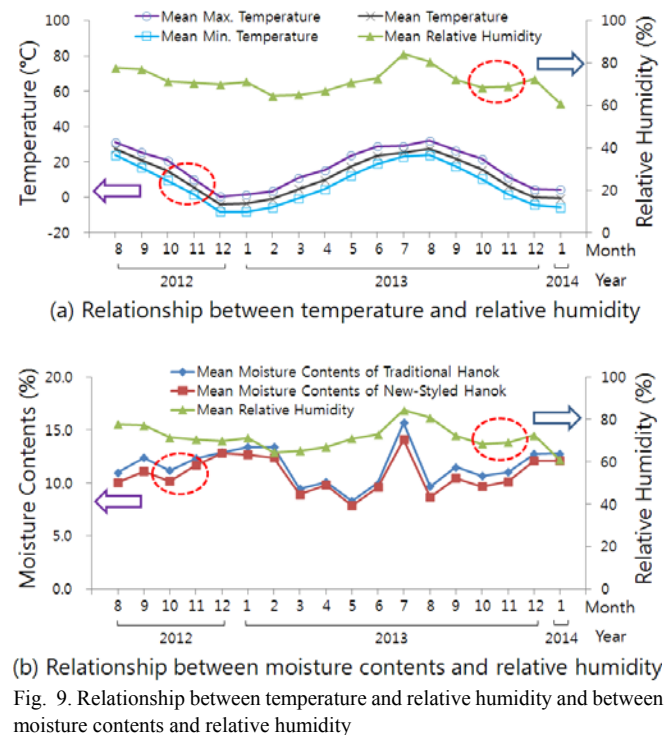 Mean Max. Temperature Mean Temperature
Mean Min. Temperature Mean Relative Humidity
Temperature (°C)
100
80
60
40
20
0
-20
Relative Humidity (%)
100
80
60
40
20
0
8 9 10 11 12 1 2 3 4 5 6 7 8 9 10 11 12 1 Month
2012 2013 2014 Year
(a) Relationship between temperature and relative humidity
Mean Moisture Contents of Traditional Hanok
Mean Moisture Contents of New-Styled Hanok
Mean Relative Humidity
Moisture Contents (%)
20.0
15.0
10.0
5.0
0.0
Relative Humidity (%)
100
80
60
40
20
0
8 9 10 11 12 1 2 3 4 5 6 7 8 9 10 11 12 1 Month
2012 2013 2014 Year
(b) Relationship between moisture contents and relative humidity
Fig. 9. Relationship between temperature and relative humidity and between
moisture contents and relative humidity